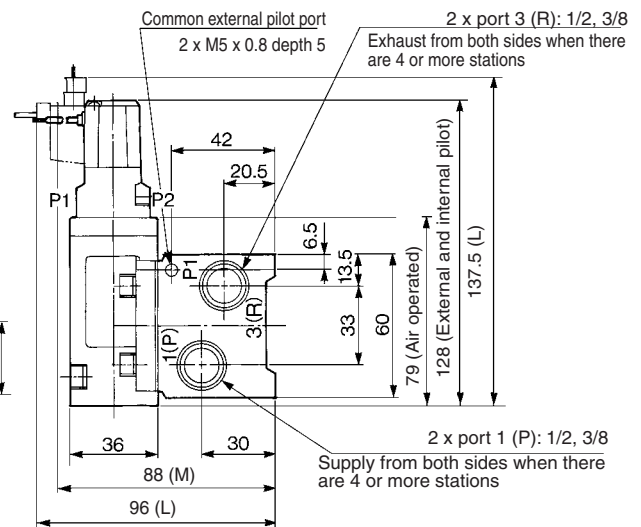 Common external pilot port
2 x M5 x 0.8 depth 5
2 x port 3 (R): 1/2, 3/8
Exhaust from both sides when there
are 4 or more stations
42
20.5
P1
P2
6.5
13.5
P1
3 (R)
33
60
1(P)
79 (Air operated)
128 (External and internal pilot)
137.5 (L)
36
30
2 x port 1 (P): 1/2, 3/8
Supply from both sides when there
are 4 or more stations
88 (M)
96 (L)